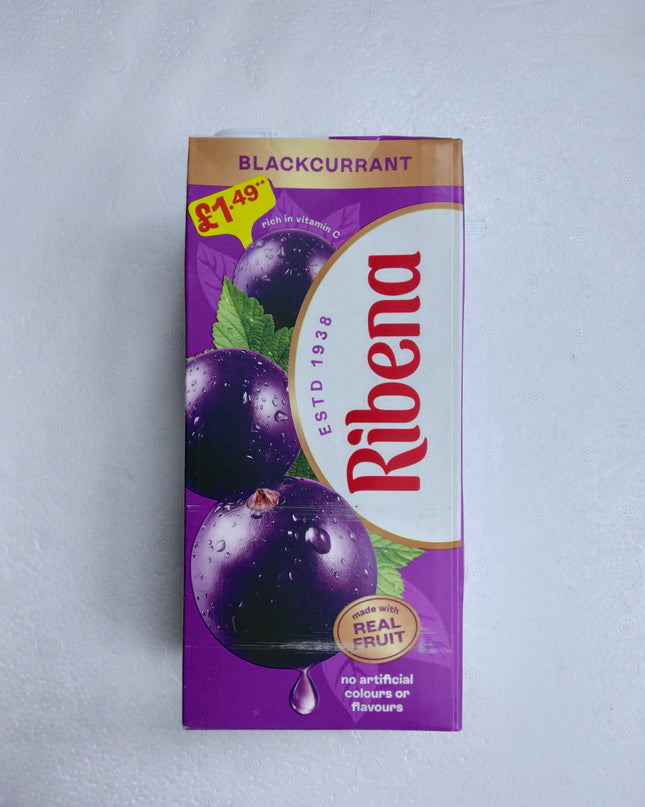 BLACKCURRANT
£1.49**
rich in vitamin C
ESTD 1938
Ribena
made with
REAL
FRUIT
no artificial
colours or
flavours